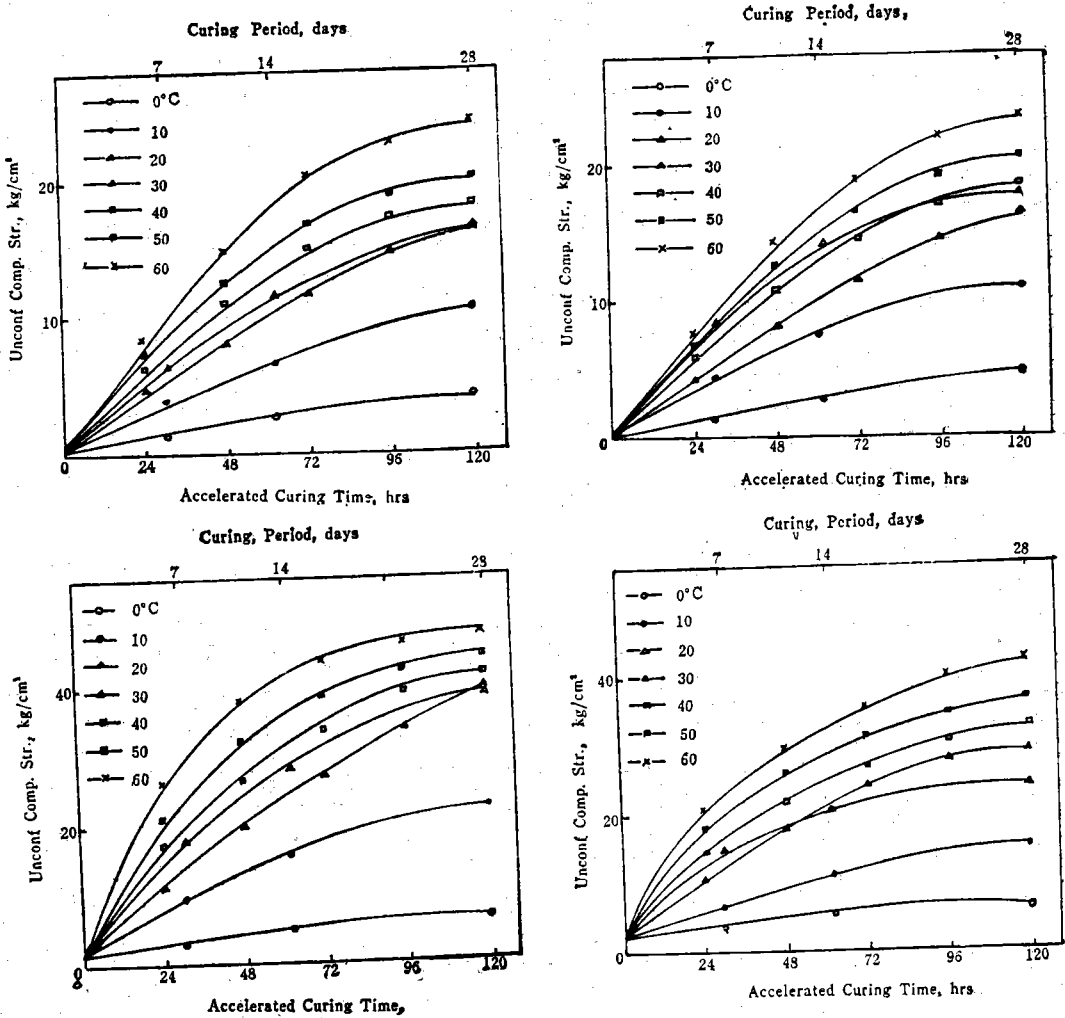 Curing Period, days
7 14 28
0°C
10
20
30
40
50
60
Unconf Comp. Str., kg/cm²
20
10
0 24 48 72 96 120
Accelerated Curing Time, hrs
Curing Period, days,
7 14 28
0°C
10
20
30
40
50
60
Unconf Comp. Str., kg/cm²
20
10
0 24 48 72 96 120
Accelerated Curing Time, hrs
Curing, Period, days
7 14 28
0°C
10
20
30
40
50
60
Unconf Comp. Str., kg/cm²
40
20
0 24 48 72 96 120
Accelerated Curing Time,
Curing, Period, days
7 14 28
0°C
10
20
30
40
50
60
Unconf Comp. Str., kg/cm²
40
20
0 24 48 72 96 120
Accelerated Curing Time, hrs